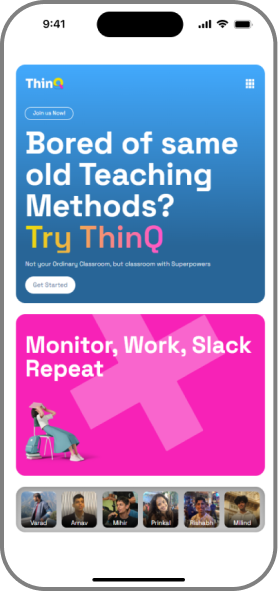 9:41
ThinQ
Join us Now!
Bored of same
old Teaching
Methods?
Try ThinQ
Not your Ordinary Classroom, but classroom with Superpowers
Get Started
Monitor, Work, Slack
Repeat
Varad Arnav Mihir Prinkal Rishabh Milind